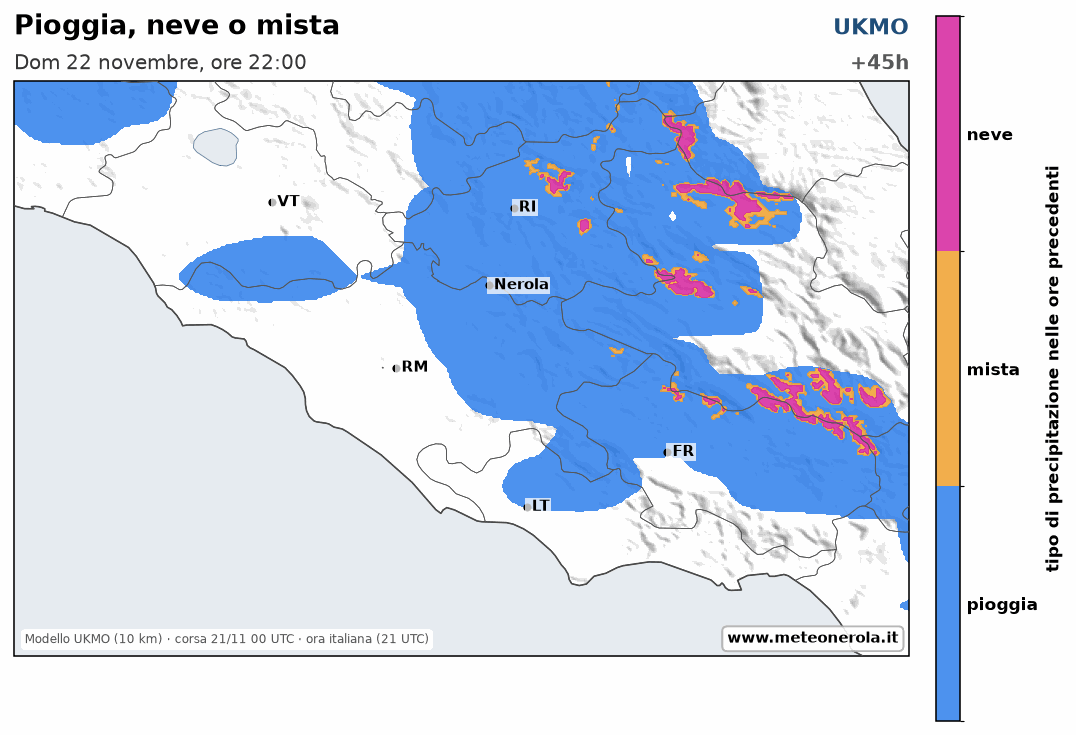 Pioggia, neve o mista
UKMO
Dom 22 novembre, ore 22:00
+45h
neve
mista
pioggia
tipo di precipitazione nelle ore precedenti
VT
RI
Nerola
RM
FR
LT
Modello UKMO (10 km) · corsa 21/11 00 UTC · ora italiana (21 UTC)
www.meteonerola.it